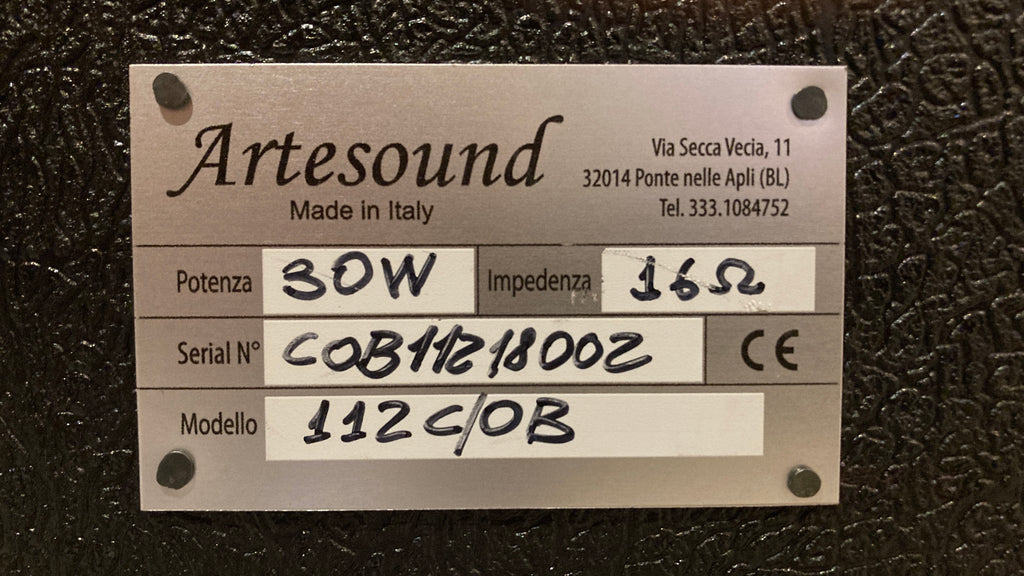 Artesound
Made in Italy
Via Secca Vecia, 11
32014 Ponte nelle Apli (BL)
Tel. 333.1084752
Potenza 30W Impedenza 16Ω
Serial N° COB11218002 CE
Modello 112C/OB